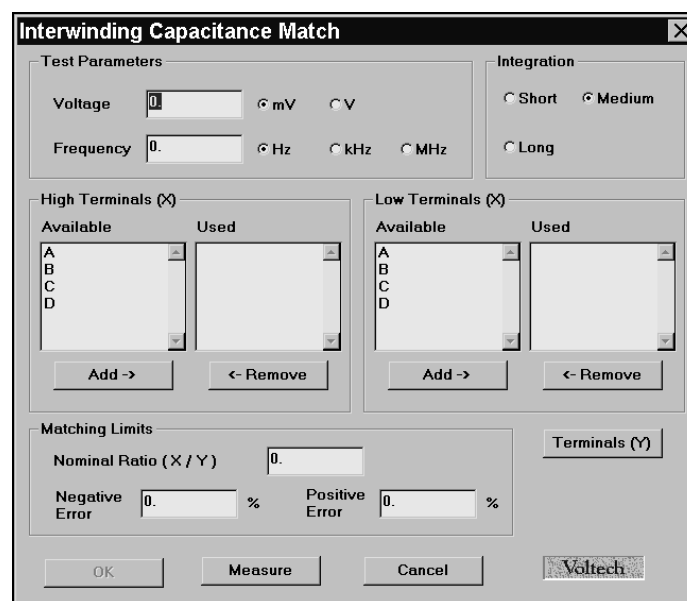 Interwinding Capacitance Match
Test Parameters
Voltage 0. mV V
Frequency 0. Hz kHz MHz
Integration
Short Medium
Long
High Terminals (X)
Available Used
A
B
C
D
Add -> <- Remove
Low Terminals (X)
Available Used
A
B
C
D
Add -> <- Remove
Matching Limits
Nominal Ratio ( X / Y ) 0.
Negative Error 0. %
Positive Error 0. %
Terminals (Y)
OK Measure Cancel Voltech